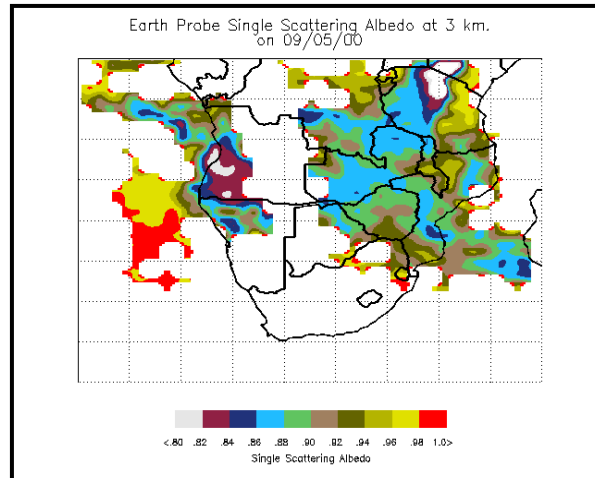 Earth Probe Single Scattering Albedo at 3 km.
on 09/05/00
<.80 .82 .84 .86 .88 .90 .92 .94 .96 .98 1.0>
Single Scattering Albedo